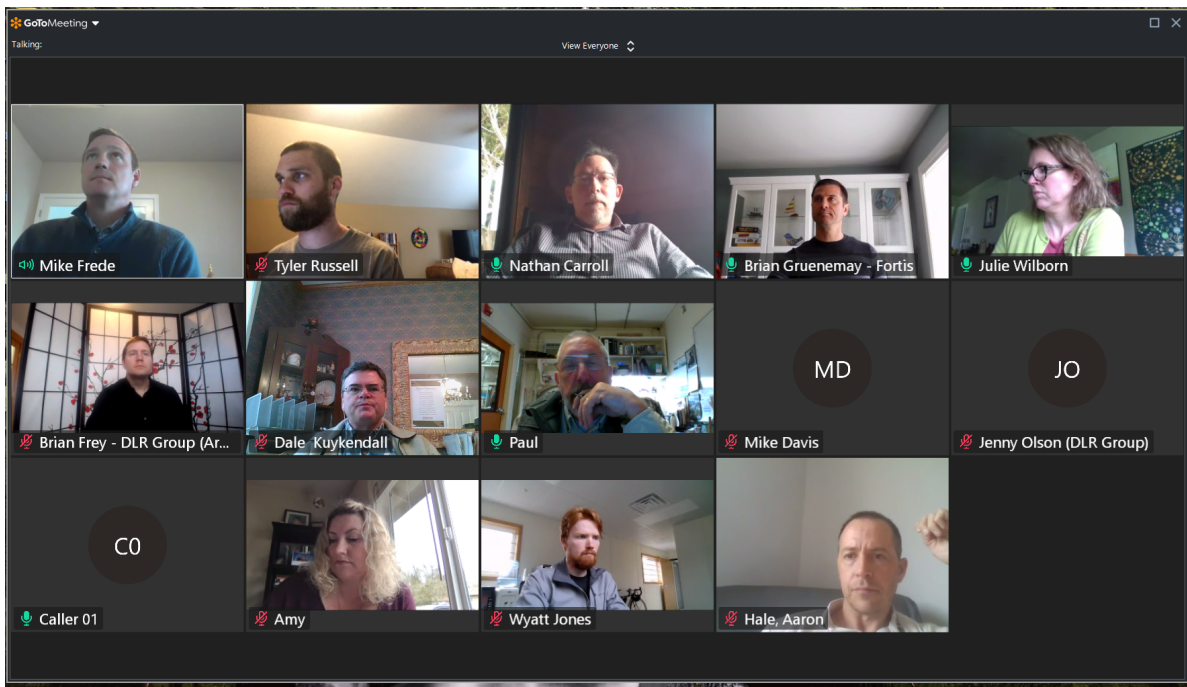 GoToMeeting
Talking:
View Everyone
Mike Frede
Tyler Russell
Nathan Carroll
Brian Gruenemay - Fortis
Julie Wilborn
Brian Frey - DLR Group (Ar...
Dale Kuykendall
Paul
MD
Mike Davis
JO
Jenny Olson (DLR Group)
C0
Caller 01
Amy
Wyatt Jones
Hale, Aaron